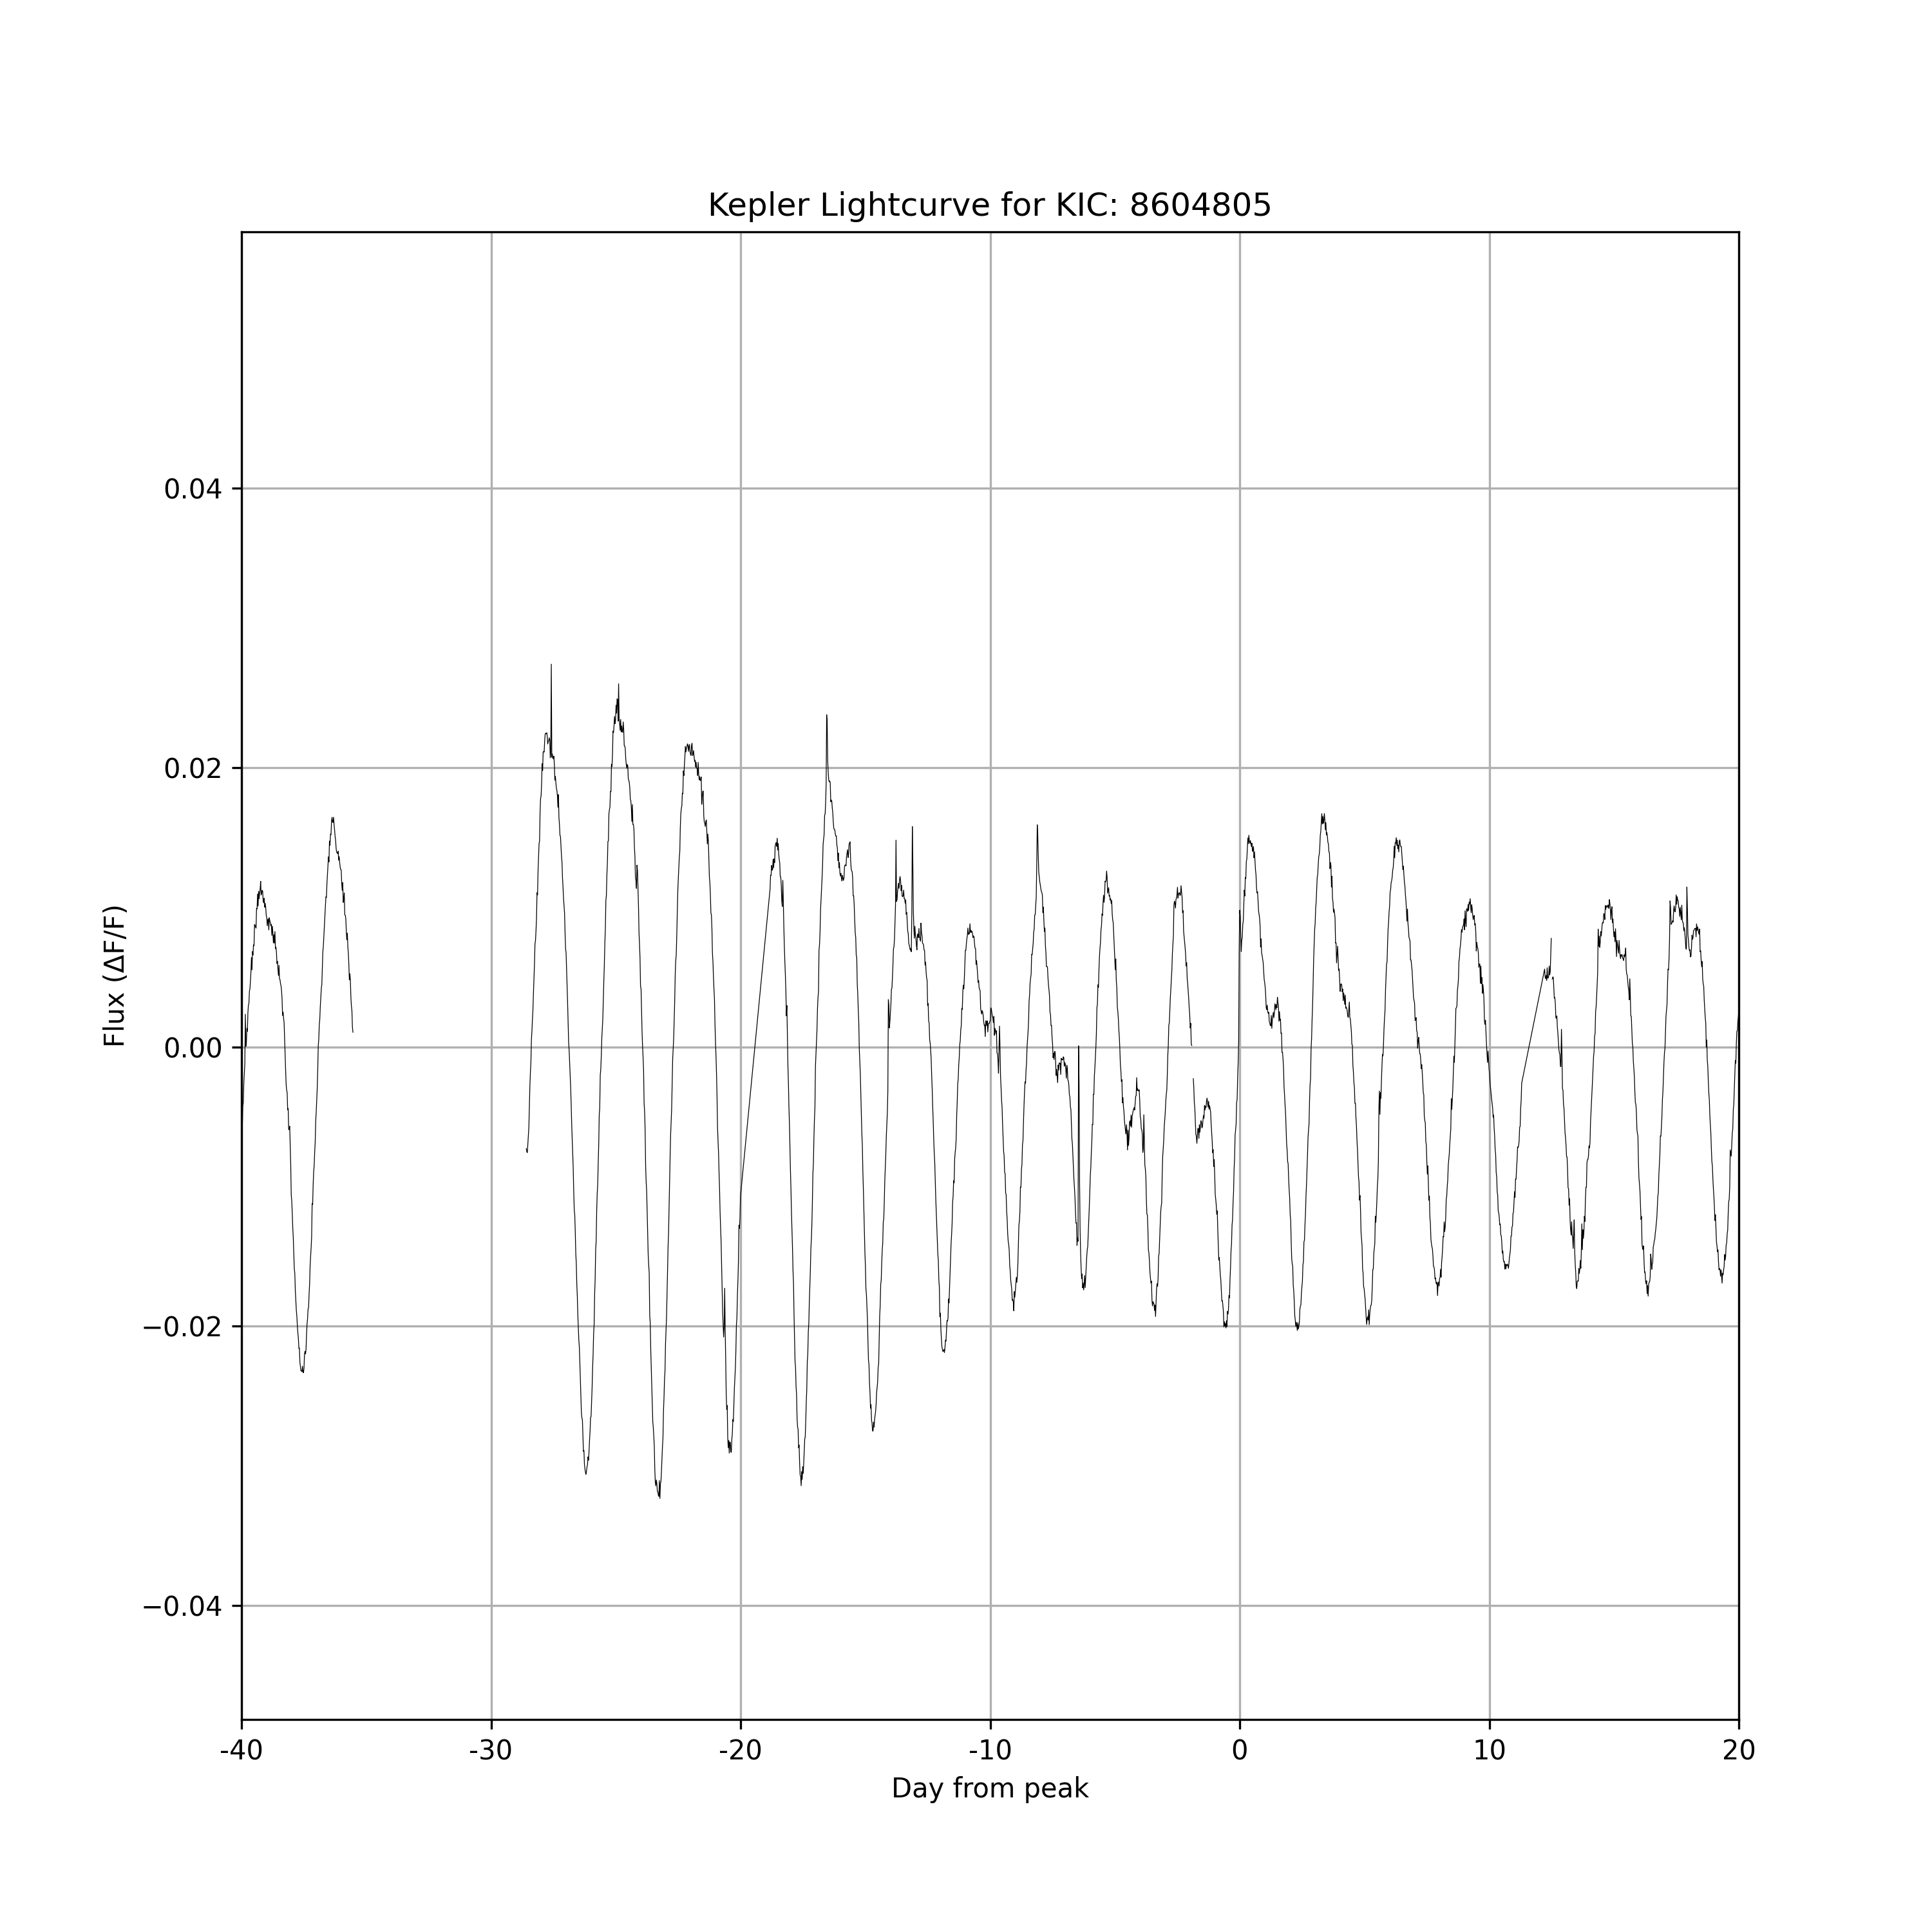 Kepler Lightcurve for KIC: 8604805
Flux (ΔF/F)
0.04
0.02
0.00
−0.02
−0.04
-40 -30 -20 -10 0 10 20
Day from peak